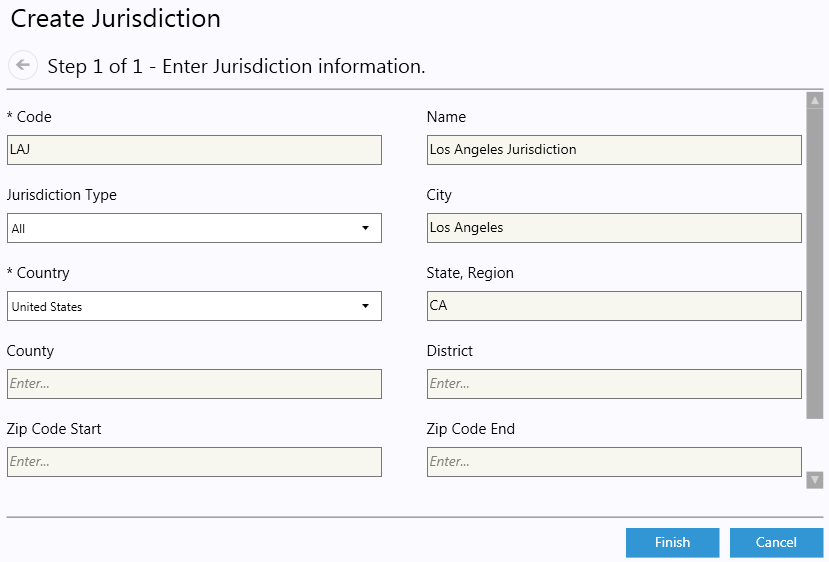 Create Jurisdiction
Step 1 of 1 - Enter Jurisdiction information.
* Code
Name
LAJ
Los Angeles Jurisdiction
Jurisdiction Type
City
All
Los Angeles
* Country
State, Region
United States
CA
County
District
Enter...
Enter...
Zip Code Start
Zip Code End
Enter...
Enter...
Finish
Cancel